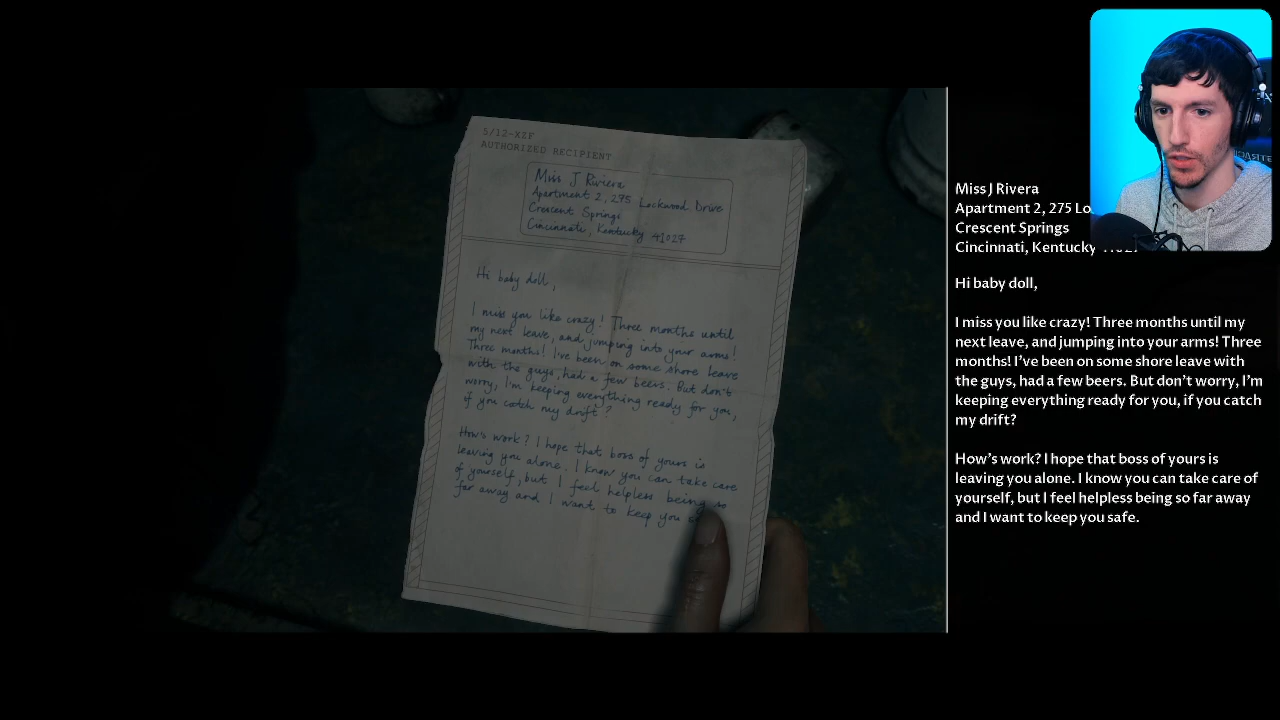 5/12-XZF
AUTHORIZED RECIPIENT
Miss J Riviera
Apartment 2, 275 Lockwood Drive
Crescent Springs
Cincinnati, Kentucky 41027
Hi baby doll,
I miss you like crazy! Three months until
my next leave, and jumping into your arms!
Three months! I've been on some shore leave
with the guys, had a few beers. But don't
worry, I'm keeping everything ready for you,
if you catch my drift?
How's work? I hope that boss of yours is
leaving you alone. I know you can take care
of yourself, but I feel helpless being so
far away and I want to keep you
Miss J Rivera
Apartment 2, 275 Lo
Crescent Springs
Cincinnati, Kentucky
Hi baby doll,
I miss you like crazy! Three months until my
next leave, and jumping into your arms! Three
months! I've been on some shore leave with
the guys, had a few beers. But don't worry, I'm
keeping everything ready for you, if you catch
my drift?
How's work? I hope that boss of yours is
leaving you alone. I know you can take care of
yourself, but I feel helpless being so far away
and I want to keep you safe.